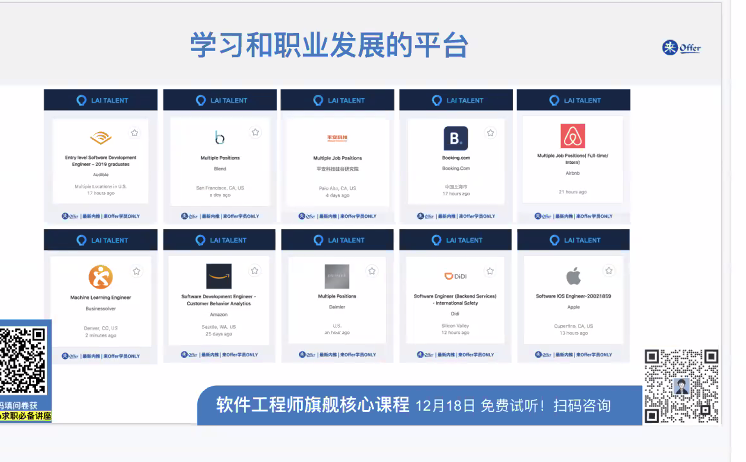 学习和职业发展的平台
来 Offer
LAI TALENT
LAI TALENT
LAI TALENT
LAI TALENT
LAI TALENT
Entry level Software Development
Engineer - 2019 graduates
Audible
Multiple locations in U.S.
17 hours ago
来Offer | 最新内推 | 来Offer学员ONLY
b
Multiple Positions
Blend
San Francisco, CA, US
a day ago
来Offer | 最新内推 | 来Offer学员ONLY
平安科技
Multiple Job Positions
平安科技硅谷研究院
Palo Alto, CA, US
4 days ago
来Offer | 最新内推 | 来Offer学员ONLY
B.
Booking.com
Booking.Com
中国上海市
17 hours ago
来Offer | 最新内推 | 来Offer学员ONLY
Multiple Job Positions( Full-time/
Intern)
Airbnb
21 hours ago
来Offer | 最新内推 | 来Offer学员ONLY
LAI TALENT
LAI TALENT
LAI TALENT
LAI TALENT
LAI TALENT
Machine Learning Engineer
Businessolver
Denver, CO, US
2 minutes ago
来Offer | 最新内推 | 来Offer学员ONLY
Software Development Engineer -
Customer Behavior Analytics
Amazon
Seattle, WA, US
25 days ago
来Offer | 最新内推 | 来Offer学员ONLY
Multiple Positions
Daimler
U.S.
an hour ago
来Offer | 最新内推 | 来Offer学员ONLY
DiDi
Software Engineer (Backend Services)
- International Safety
Didi
Silicon Valley
12 hours ago
来Offer | 最新内推 | 来Offer学员ONLY
Software IOS Engineer-20021859
Apple
Cupertino, CA, US
13 hours ago
来Offer | 最新内推 | 来Offer学员ONLY
码填问卷获
求职必备讲座
软件工程师旗舰核心课程 12月18日 免费试听！扫码咨询